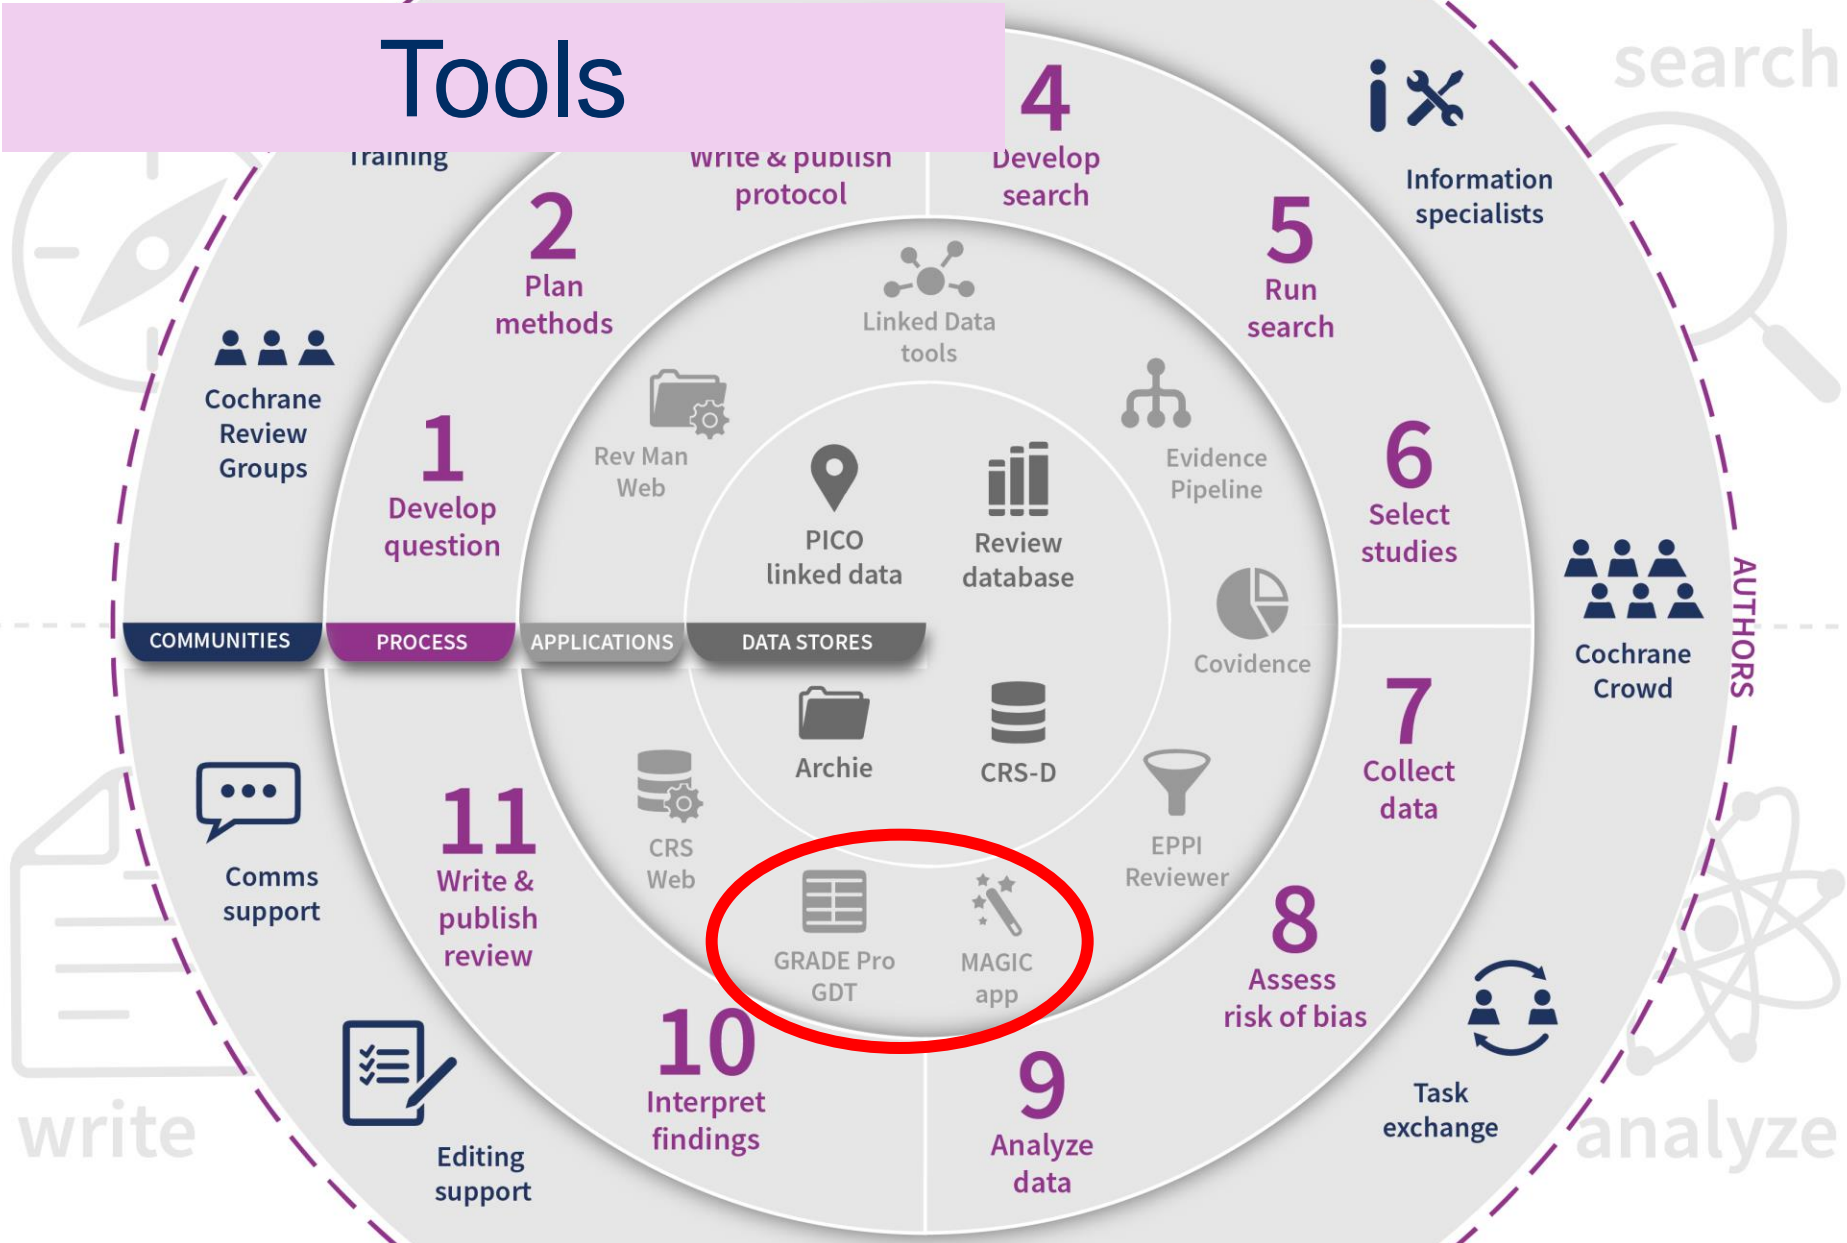 Tools
search
Training
Write & publish
protocol
4
Develop
search
2
Plan
methods
5
Run
search
Information
specialists
Linked Data
tools
Cochrane
Review
Groups
1
Develop
question
Rev Man
Web
Evidence
Pipeline
6
Select
studies
PICO
linked data
Review
database
COMMUNITIES
PROCESS
APPLICATIONS
DATA STORES
Covidence
Cochrane
Crowd
AUTHORS
Archie
CRS-D
7
Collect
data
Comms
support
11
Write &
publish
review
CRS
Web
EPPI
Reviewer
GRADE Pro
GDT
MAGIC
app
8
Assess
risk of bias
10
Interpret
findings
9
Analyze
data
Task
exchange
write
Editing
support
analyze